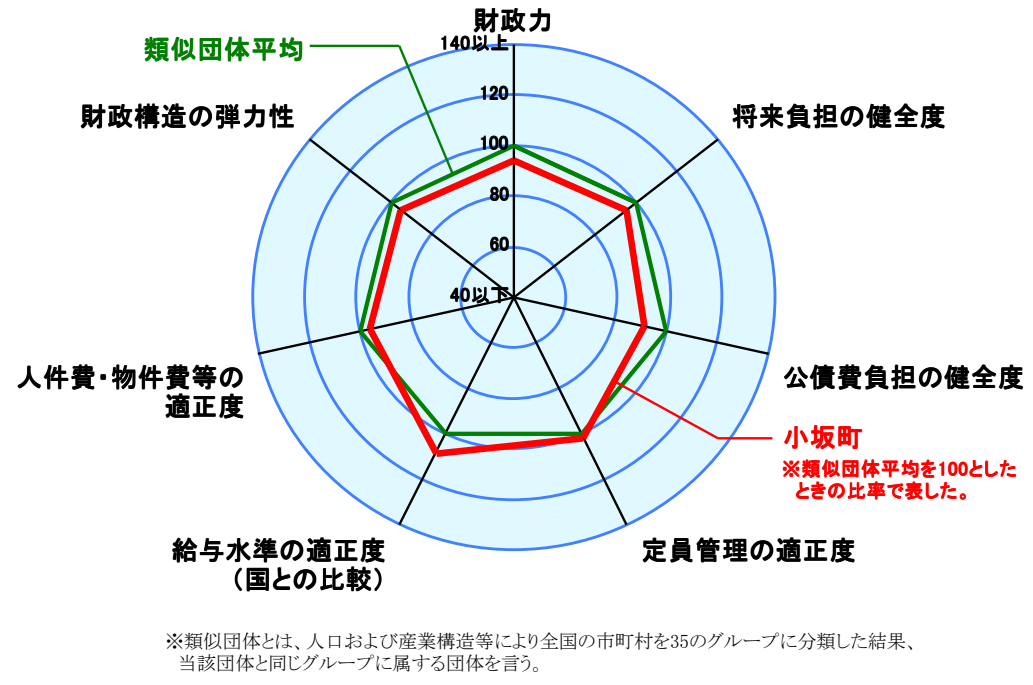 財政力
140以上
類似団体平均
120
財政構造の弾力性
将来負担の健全度
100
80
60
40以下
人件費・物件費等の
適正度
公債費負担の健全度
小坂町
※類似団体平均を100とした
ときの比率で表した。
給与水準の適正度
（国との比較）
定員管理の適正度
※類似団体とは、人口および産業構造等により全国の市町村を35のグループに分類した結果、
当該団体と同じグループに属する団体を言う。